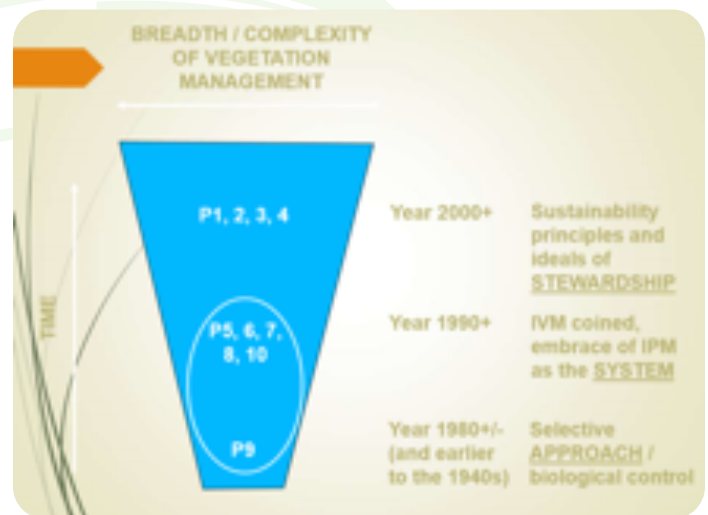 BREADTH / COMPLEXITY
OF VEGETATION
MANAGEMENT
TIME
P1, 2, 3, 4
Year 2000+
Sustainability
principles and
ideals of
STEWARDSHIP
P5, 6, 7,
8, 10
Year 1990+
IVM coined,
embrace of IPM
as the SYSTEM
P9
Year 1980+/-
(and earlier
to the 1940s)
Selective
APPROACH /
biological control